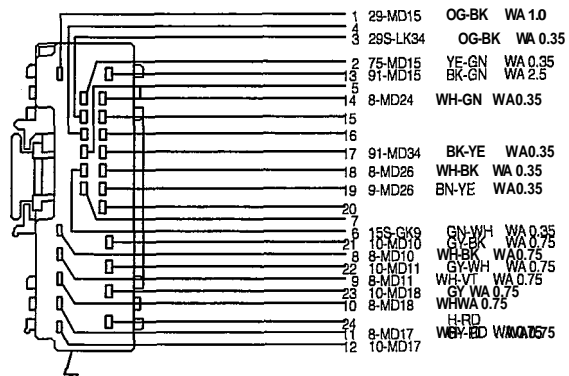 1 29-MD15 OG-BK WA 1.0
4
3 29S-LK34 OG-BK WA 0.35
2 75-MD15 YE-GN WA 0.35
13 91-MD15 BK-GN WA 2.5
5
14 8-MD24 WH-GN WA0.35
15
16
17 91-MD34 BK-YE WA0.35
18 8-MD26 WH-BK WA 0.35
19 9-MD26 BN-YE WA0.35
20
7
6 15S-GK9 GN-WH WA 0.35
21 10-MD10 GY-BK WA 0.75
8 8-MD10 WH-BK WA0.75
22 10-MD11 GY-WH WA 0.75
9 8-MD11 WH-VT WA 0.75
23 10-MD18 GY WA 0.75
10 8-MD18 WHWA 0.75
24
11 8-MD17
12 10-MD17